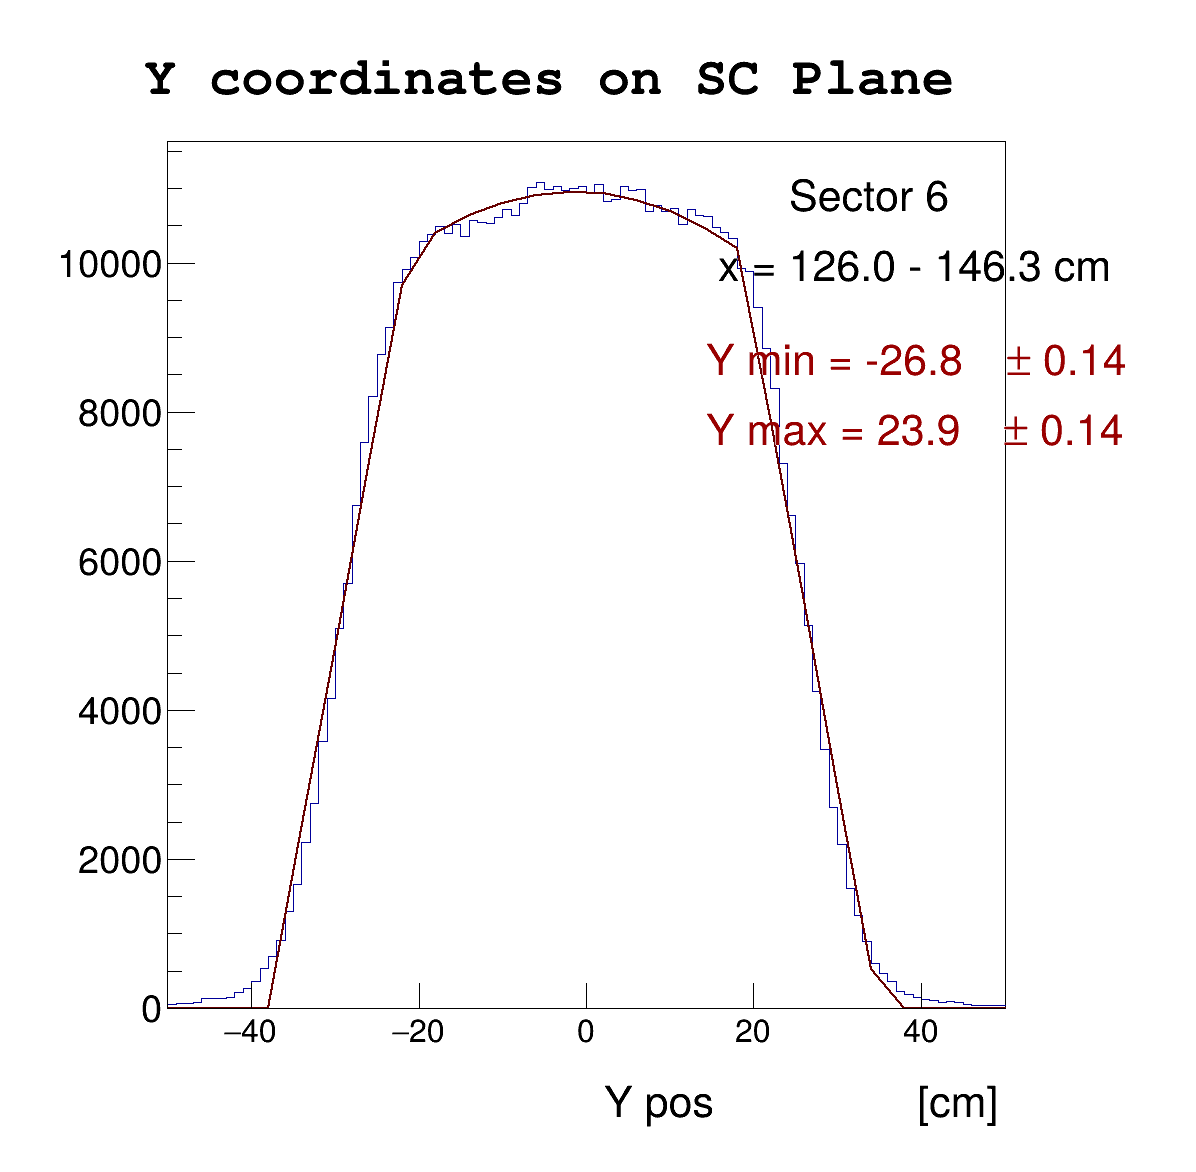 Y coordinates on SC Plane
Sector 6
x = 126.0 - 146.3 cm
Y min = -26.8 ± 0.14
Y max = 23.9 ± 0.14
10000
8000
6000
4000
2000
0
−40 −20 0 20 40
Y pos [cm]